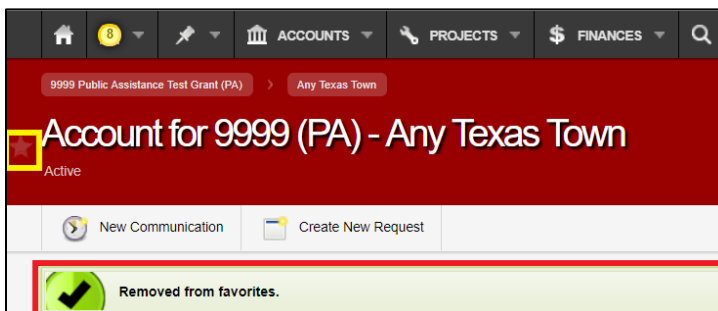 8 ACCOUNTS PROJECTS $ FINANCES
9999 Public Assistance Test Grant (PA) > Any Texas Town
Account for 9999 (PA) - Any Texas Town
Active
New Communication Create New Request
Removed from favorites.